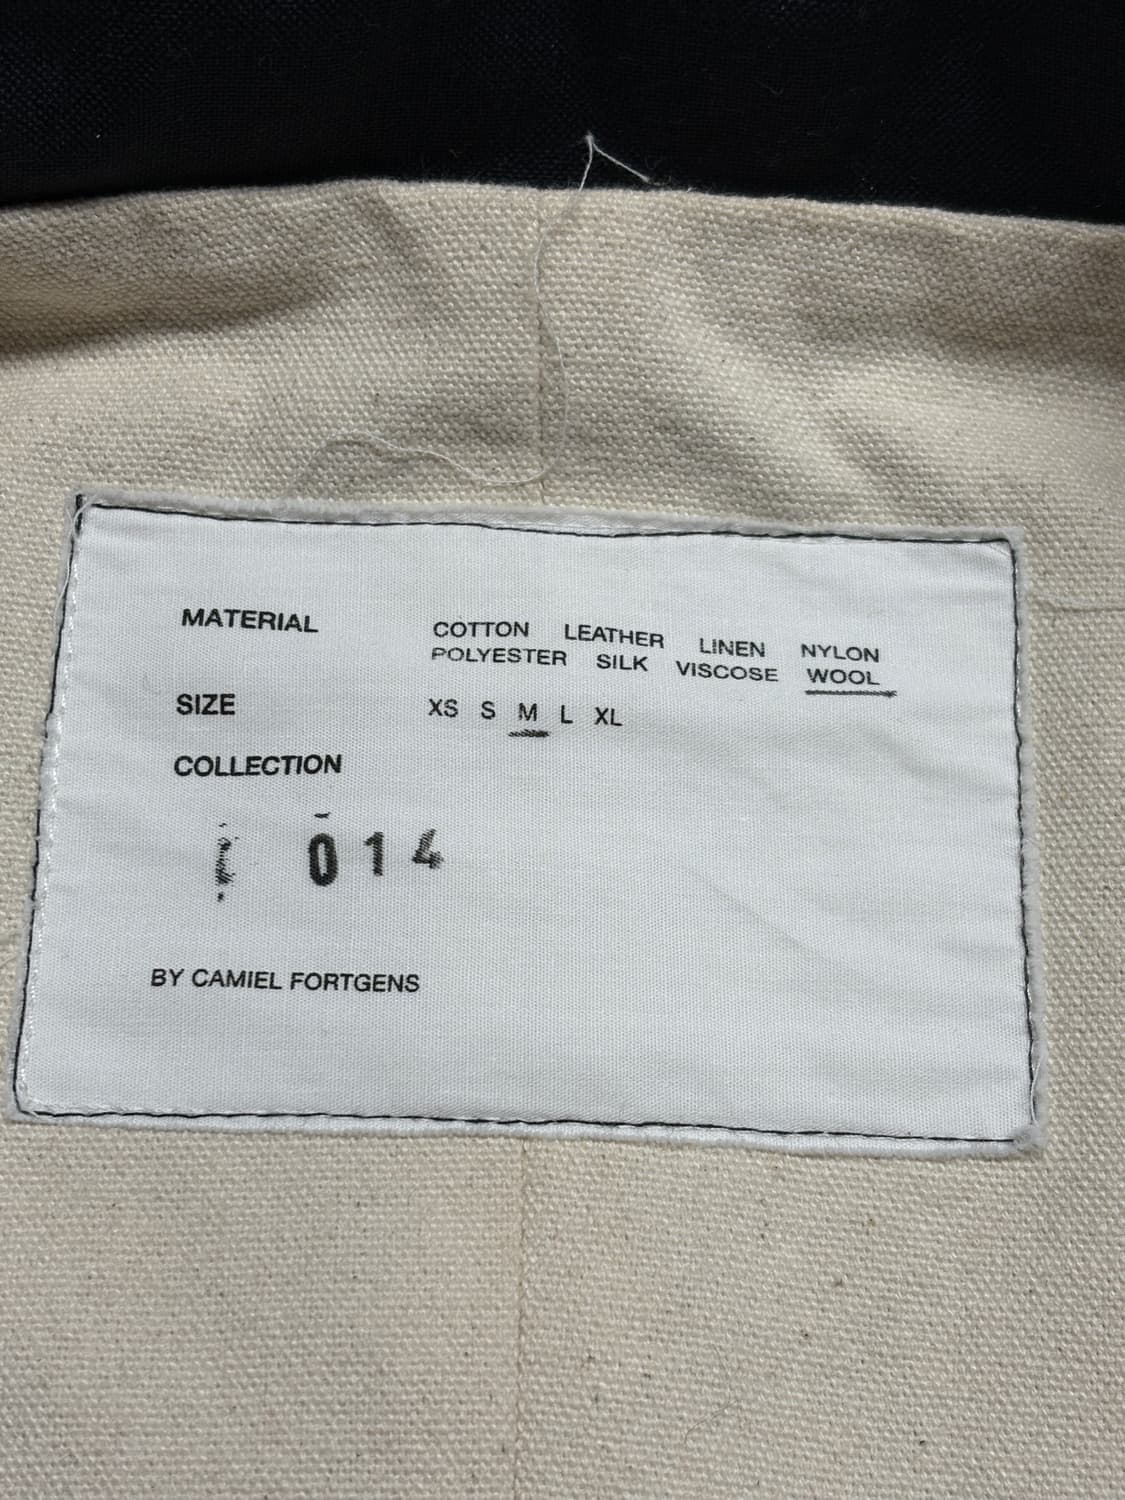 MATERIAL COTTON LEATHER LINEN NYLON
POLYESTER SILK VISCOSE WOOL
SIZE XS S M L XL
COLLECTION
014
BY CAMIEL FORTGENS